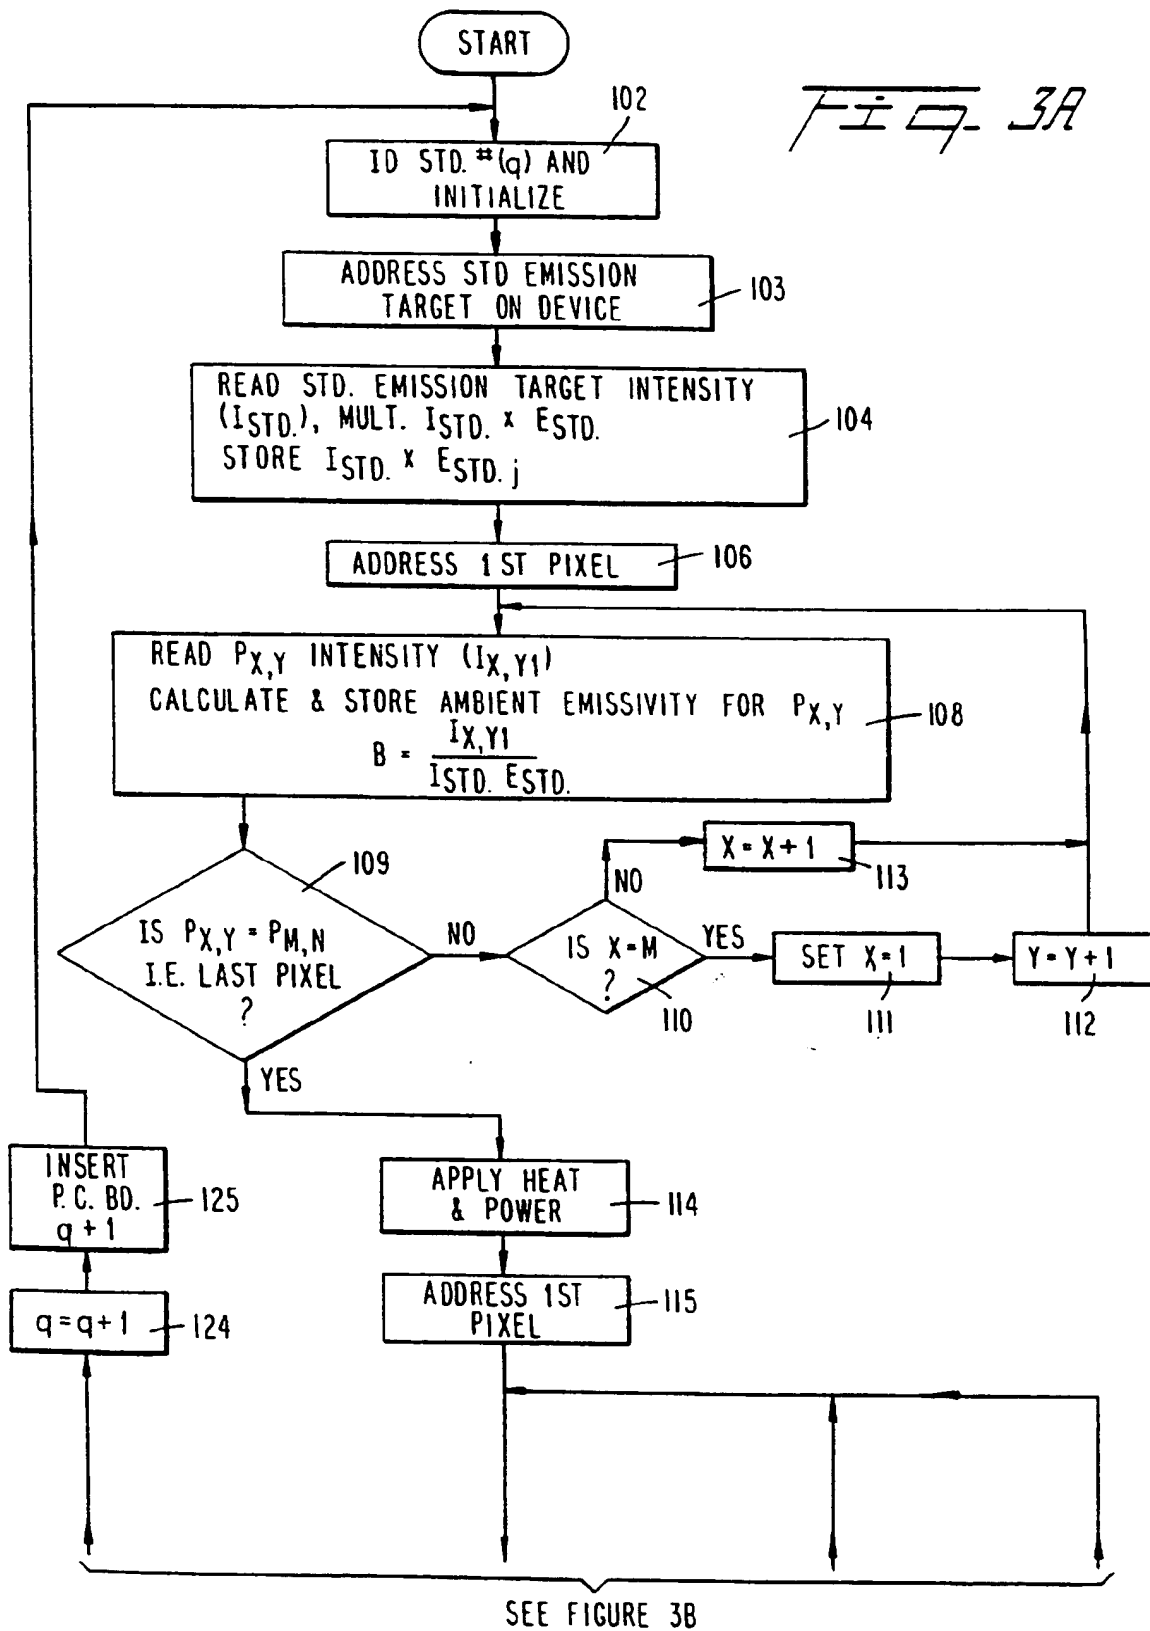 START
Fig. 3A
102
ID STD. #(q) AND
INITIALIZE
ADDRESS STD EMISSION
TARGET ON DEVICE
103
READ STD. EMISSION TARGET INTENSITY
(ISTD.), MULT. ISTD. x ESTD.
STORE ISTD. x ESTD. j
104
ADDRESS 1ST PIXEL
106
READ PX,Y INTENSITY (IX,Y1)
CALCULATE & STORE AMBIENT EMISSIVITY FOR PX,Y
B = IX,Y1
ISTD. ESTD.
108
109
IS PX,Y = PM,N
I.E. LAST PIXEL
?
NO
YES
IS X=M
?
110
NO
YES
X=X+1
113
SET X=1
111
Y=Y+1
112
INSERT
P.C. BD.
q+1
125
q=q+1
124
APPLY HEAT
& POWER
114
ADDRESS 1ST
PIXEL
115
SEE FIGURE 3B